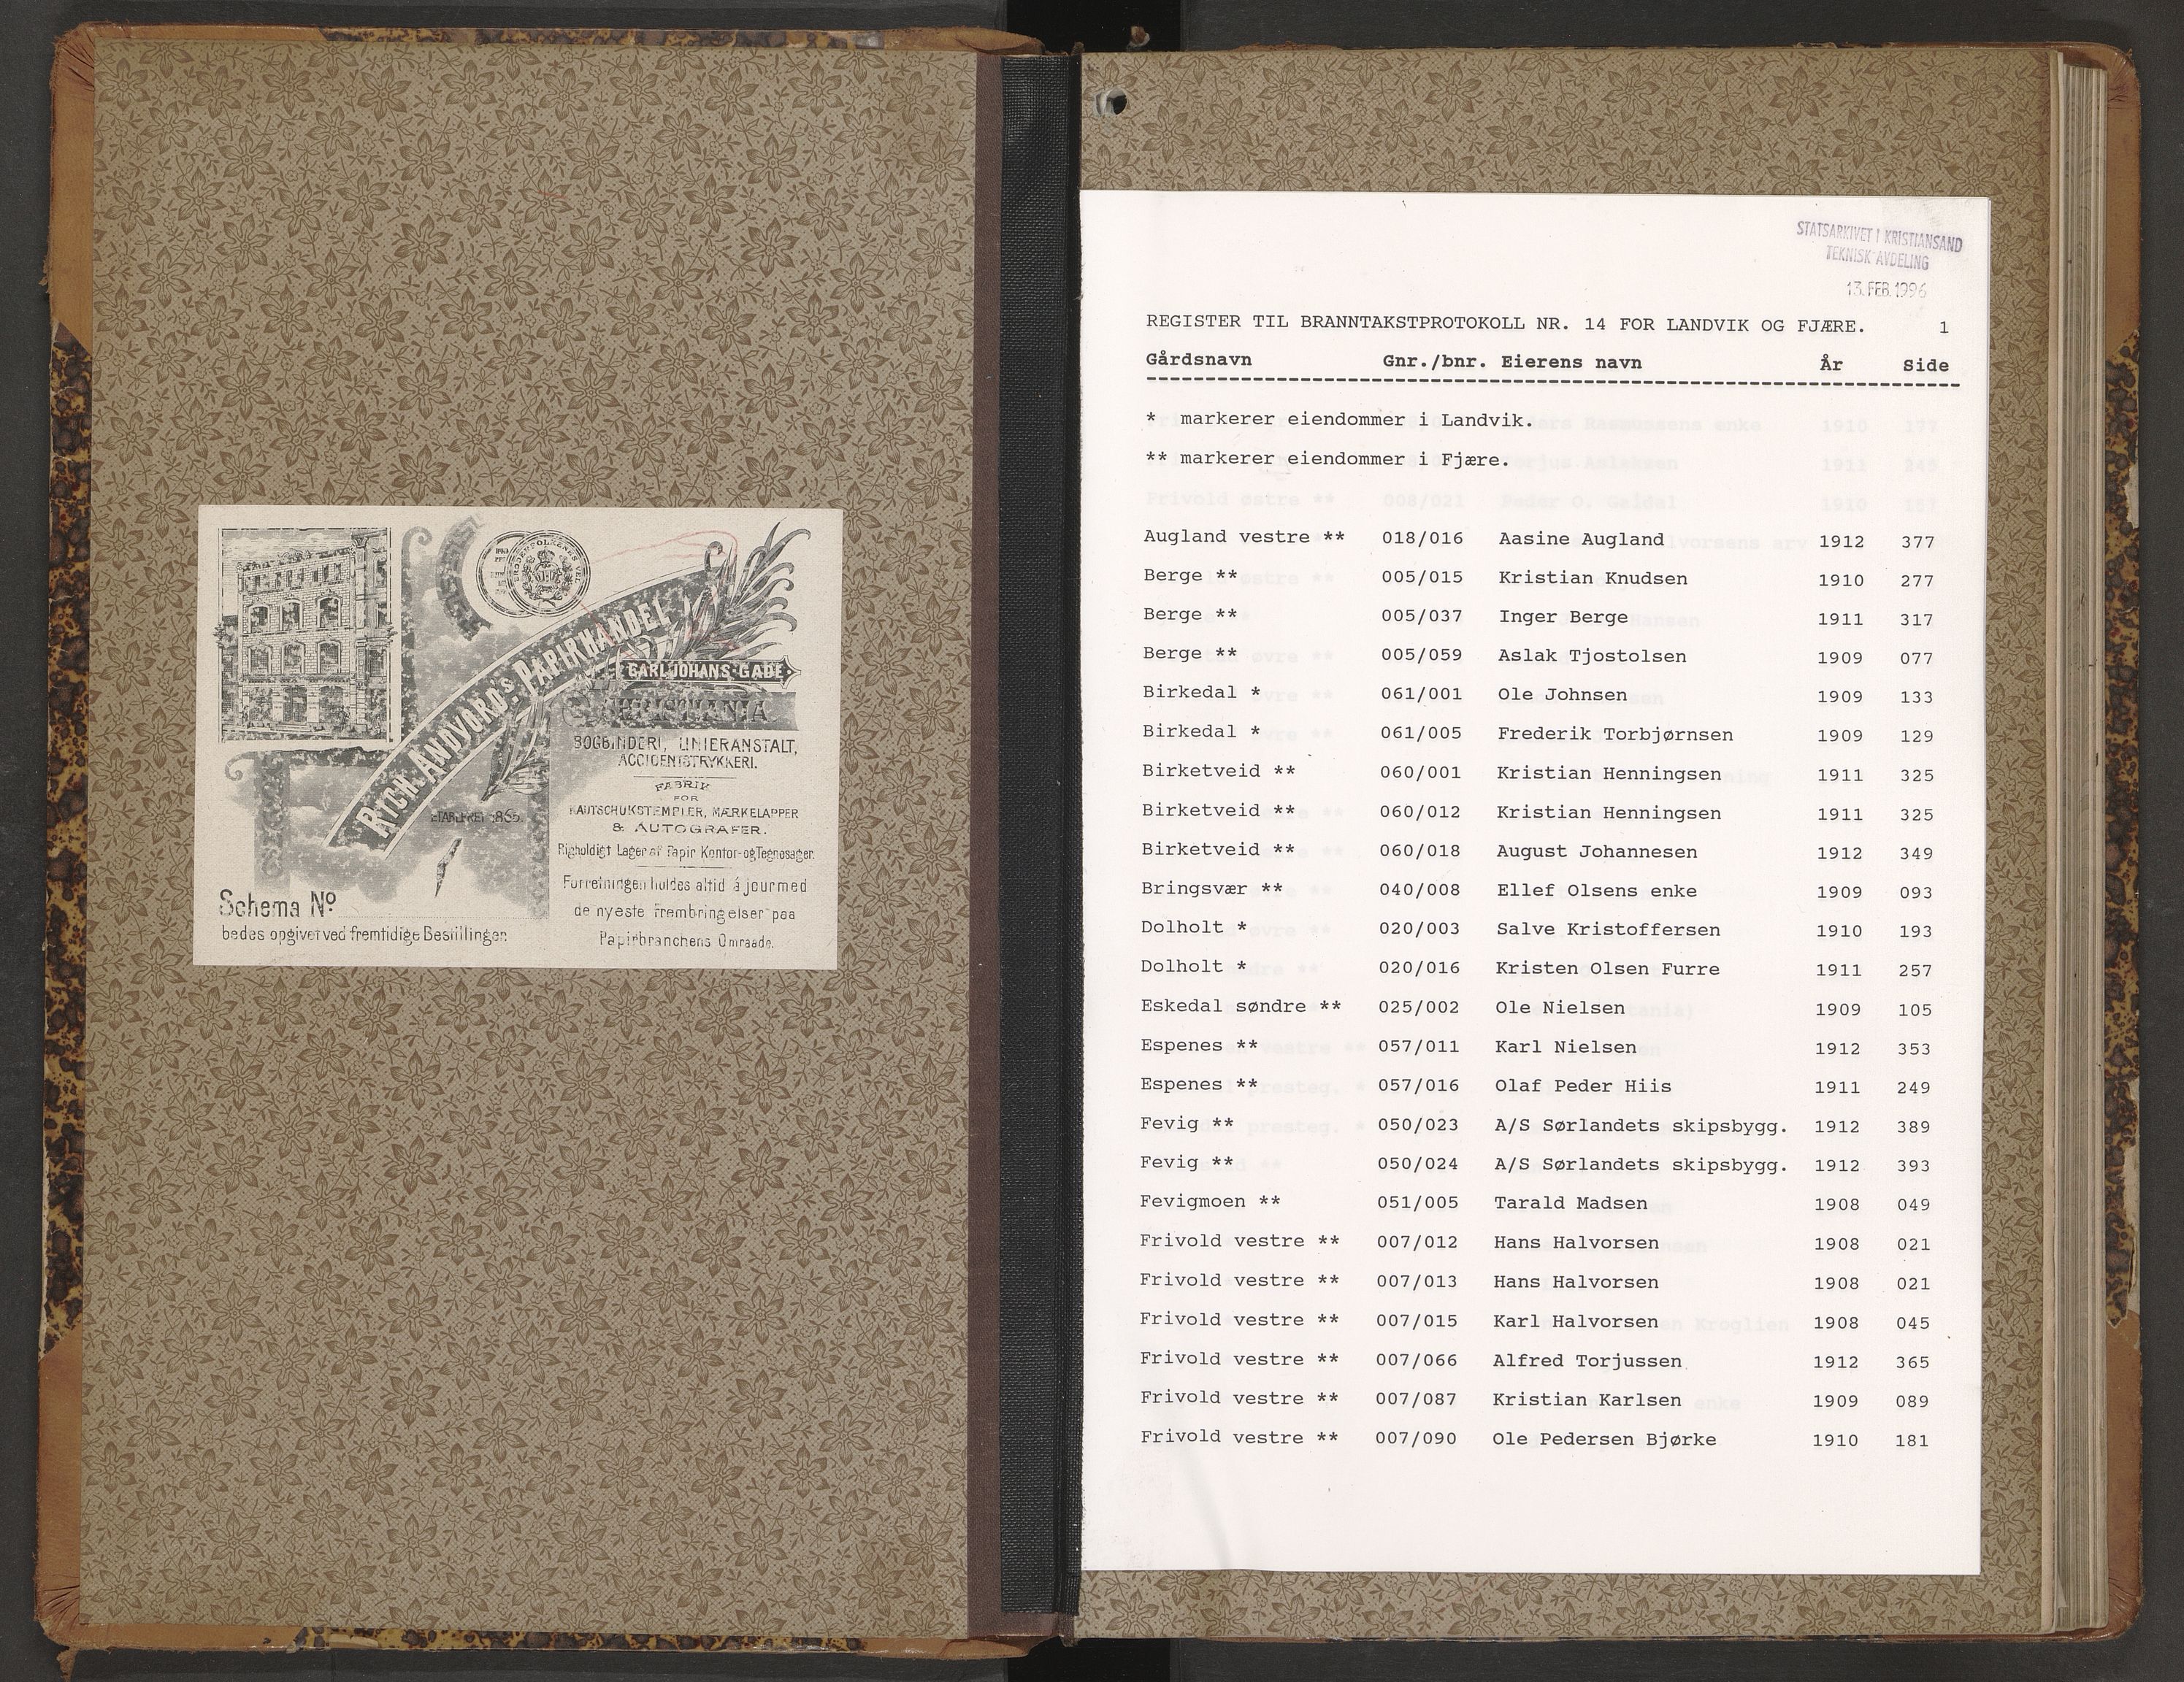 RICH. ANDVORD'S PAPIRHANDEL
CARL JOHANS GADE
CHRISTIANIA
BOGBINDERI, LINIERANSTALT,
ACCIDENSTRYKKERI.
FABRIK
FOR
KAUTSCHUKSTEMPLER, MÆRKELAPPER
& AUTOGRAFER.
Righoldigt Lager af Papir Kontor- og Tegnesager.
Forretningen holdes altid á jour med
de nyeste Frembringelser paa
Papirbranchens Omraade.
ETABLERET 1865.
Schema No
bedes opgivet ved fremtidige Bestillinger.
STATSARKIVET I KRISTIANSAND
TEKNISK AVDELING
13. FEB. 1996
REGISTER TIL BRANNTAKSTPROTOKOLL NR. 14 FOR LANDVIK OG FJÆRE. 1
Gårdsnavn Gnr./bnr. Eierens navn År Side
* markerer eiendommer i Landvik.
** markerer eiendommer i Fjære.
Augland vestre ** 018/016 Aasine Augland 1912 377
Berge ** 005/015 Kristian Knudsen 1910 277
Berge ** 005/037 Inger Berge 1911 317
Berge ** 005/059 Aslak Tjostolsen 1909 077
Birkedal * 061/001 Ole Johnsen 1909 133
Birkedal * 061/005 Frederik Torbjørnsen 1909 129
Birketveid ** 060/001 Kristian Henningsen 1911 325
Birketveid ** 060/012 Kristian Henningsen 1911 325
Birketveid ** 060/018 August Johannesen 1912 349
Bringsvær ** 040/008 Ellef Olsens enke 1909 093
Dolholt * 020/003 Salve Kristoffersen 1910 193
Dolholt * 020/016 Kristen Olsen Furre 1911 257
Eskedal søndre ** 025/002 Ole Nielsen 1909 105
Espenes ** 057/011 Karl Nielsen 1912 353
Espenes ** 057/016 Olaf Peder Hiis 1911 249
Fevig ** 050/023 A/S Sørlandets skipsbygg. 1912 389
Fevig ** 050/024 A/S Sørlandets skipsbygg. 1912 393
Fevigmoen ** 051/005 Tarald Madsen 1908 049
Frivold vestre ** 007/012 Hans Halvorsen 1908 021
Frivold vestre ** 007/013 Hans Halvorsen 1908 021
Frivold vestre ** 007/015 Karl Halvorsen 1908 045
Frivold vestre ** 007/066 Alfred Torjussen 1912 365
Frivold vestre ** 007/087 Kristian Karlsen 1909 089
Frivold vestre ** 007/090 Ole Pedersen Bjørke 1910 181